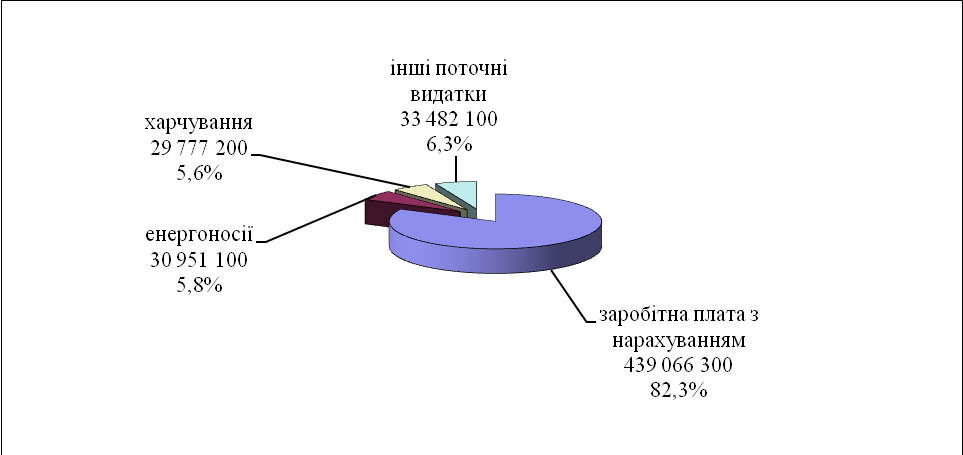 інші поточні
видатки
33 482 100
6,3%
харчування
29 777 200
5,6%
енергоносії
30 951 100
5,8%
заробітна плата з
нарахуванням
439 066 300
82,3%